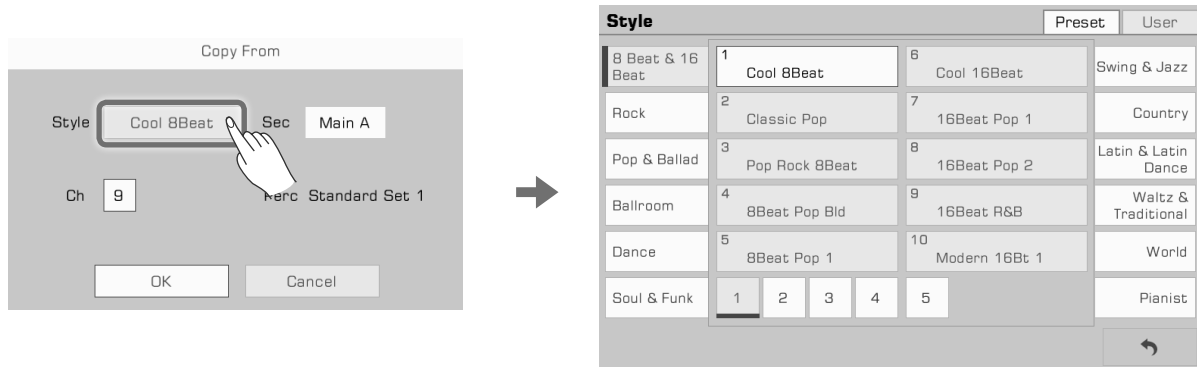 Copy From
Style Cool 8Beat Sec Main A
Ch 9 Perc Standard Set 1
OK Cancel
Style Preset User
8 Beat & 16
Beat
Rock
Pop & Ballad
Ballroom
Dance
Soul & Funk
1 Cool 8Beat
2 Classic Pop
3 Pop Rock 8Beat
4 8Beat Pop Bld
5 8Beat Pop 1
6 Cool 16Beat
7 16Beat Pop 1
8 16Beat Pop 2
9 16Beat R&B
10 Modern 16Bt 1
1 2 3 4 5
Swing & Jazz
Country
Latin & Latin
Dance
Waltz &
Traditional
World
Pianist